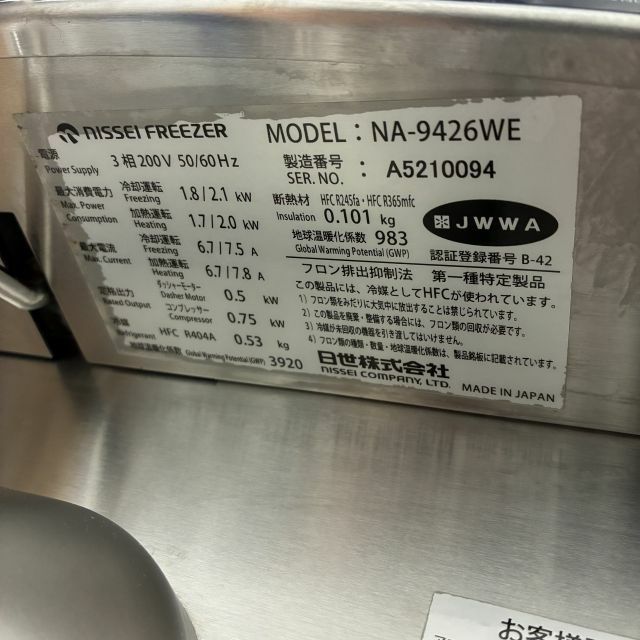 NISSEI FREEZER
MODEL : NA-9426WE
電源 Power Supply 3 相 200V 50/60Hz
製造番号 SER. NO. : A5210094
最大消費電力 Max. Power Consumption
冷却運転 Freezing 1.8 / 2.1 kW
加熱運転 Heating 1.7 / 2.0 kW
最大電流 Max. Current
冷却運転 Freezing 6.7 / 7.5 A
加熱運転 Heating 6.7 / 7.8 A
定格出力 Rated Output
ダッシャーモーター Dasher Motor 0.5 kW
コンプレッサー Compressor 0.75 kW
冷媒 Refrigerant HFC R404A 0.53 kg
地球温暖化係数 Global Warming Potential (GWP) 3920
断熱材 Insulation HFC R245fa・HFC R365mfc
0.101 kg
地球温暖化係数 Global Warming Potential (GWP) 983
JWWA
認証登録番号 B-42
フロン排出抑制法 第一種特定製品
この製品には、冷媒としてHFCが使われています。
1) フロン類をみだりに大気中に放出することは禁じられています。
2) この製品を廃棄・整備する場合には、フロン類の回収が必要です。
3) 冷媒が未回収の機器を引き渡してはいけません。
4) フロン類の種類・数量・地球温暖化係数は、製品銘板に記載されています。
日世株式会社
NISSEI COMPANY, LTD.
MADE IN JAPAN
お客様